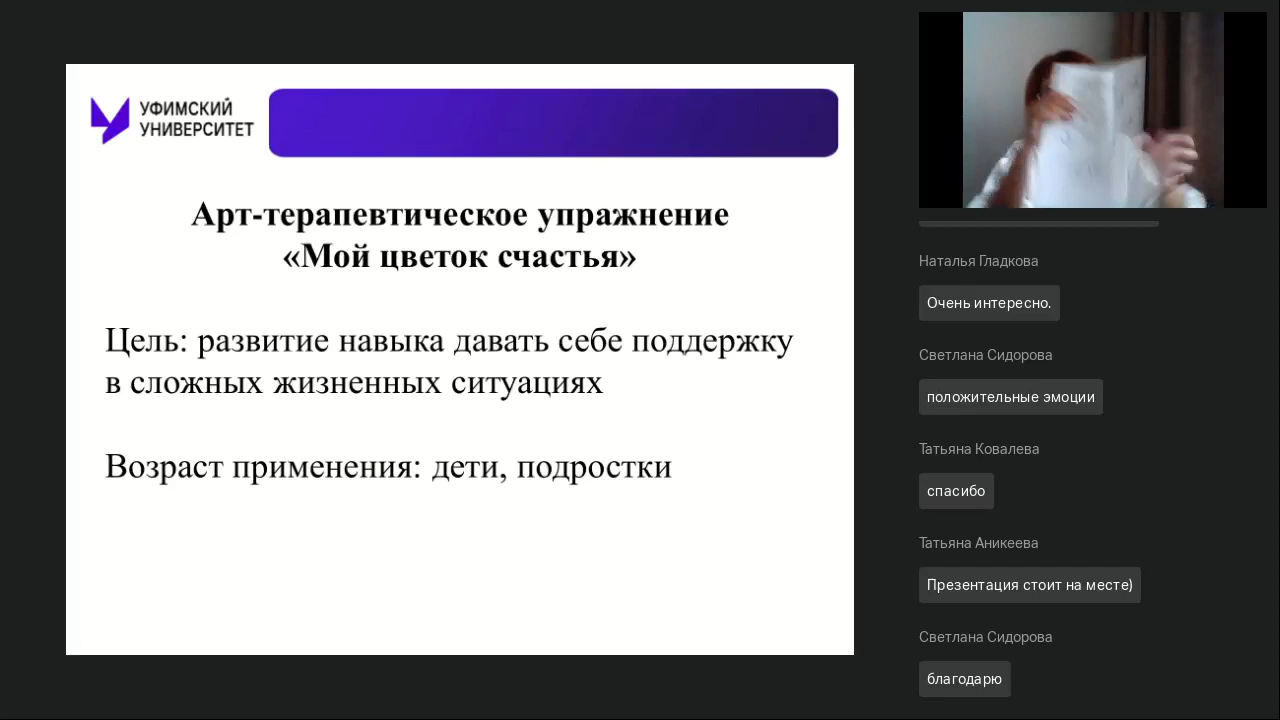 УФИМСКИЙ
УНИВЕРСИТЕТ
Арт-терапевтическое упражнение
«Мой цветок счастья»
Цель: развитие навыка давать себе поддержку
в сложных жизненных ситуациях
Возраст применения: дети, подростки
Наталья Гладкова
Очень интересно.
Светлана Сидорова
положительные эмоции
Татьяна Ковалева
спасибо
Татьяна Аникеева
Презентация стоит на месте)
Светлана Сидорова
благодарю